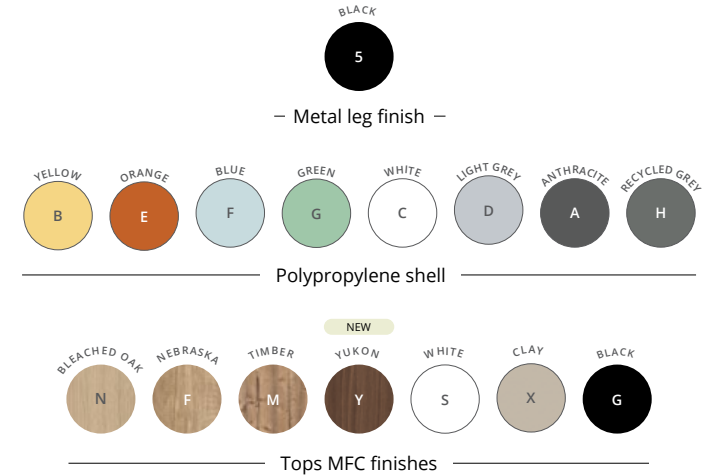 BLACK
5
Metal leg finish
YELLOW ORANGE BLUE GREEN WHITE LIGHT GREY ANTHRACITE RECYCLED GREY
B E F G C D A H
Polypropylene shell
NEW
BLEACHED OAK NEBRASKA TIMBER YUKON WHITE CLAY BLACK
N F M Y S X G
Tops MFC finishes